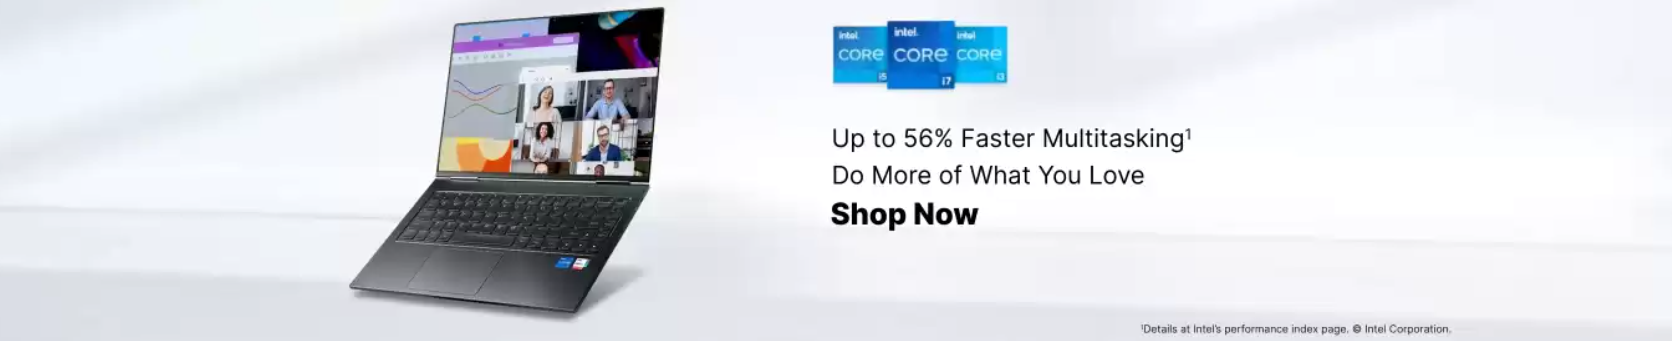 intel.
CORE
i5
intel.
CORE
i7
intel.
CORE
i3
Up to 56% Faster Multitasking¹
Do More of What You Love
Shop Now
¹Details at Intel's performance index page. © Intel Corporation.